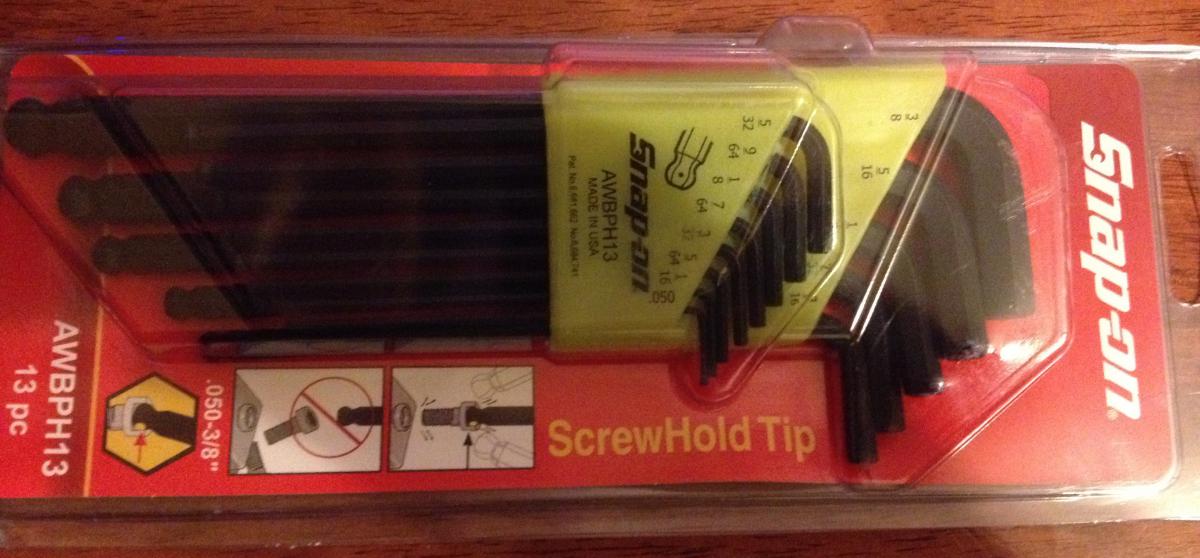 Snap-on®
ScrewHold Tip
.050-3/8"
AWBPH13
13 pc
Snap-on
AWBPH13
MADE IN USA
5/32
9/64
1/8
7/64
3/32
5/64
1/16
.050
3/8
5/16